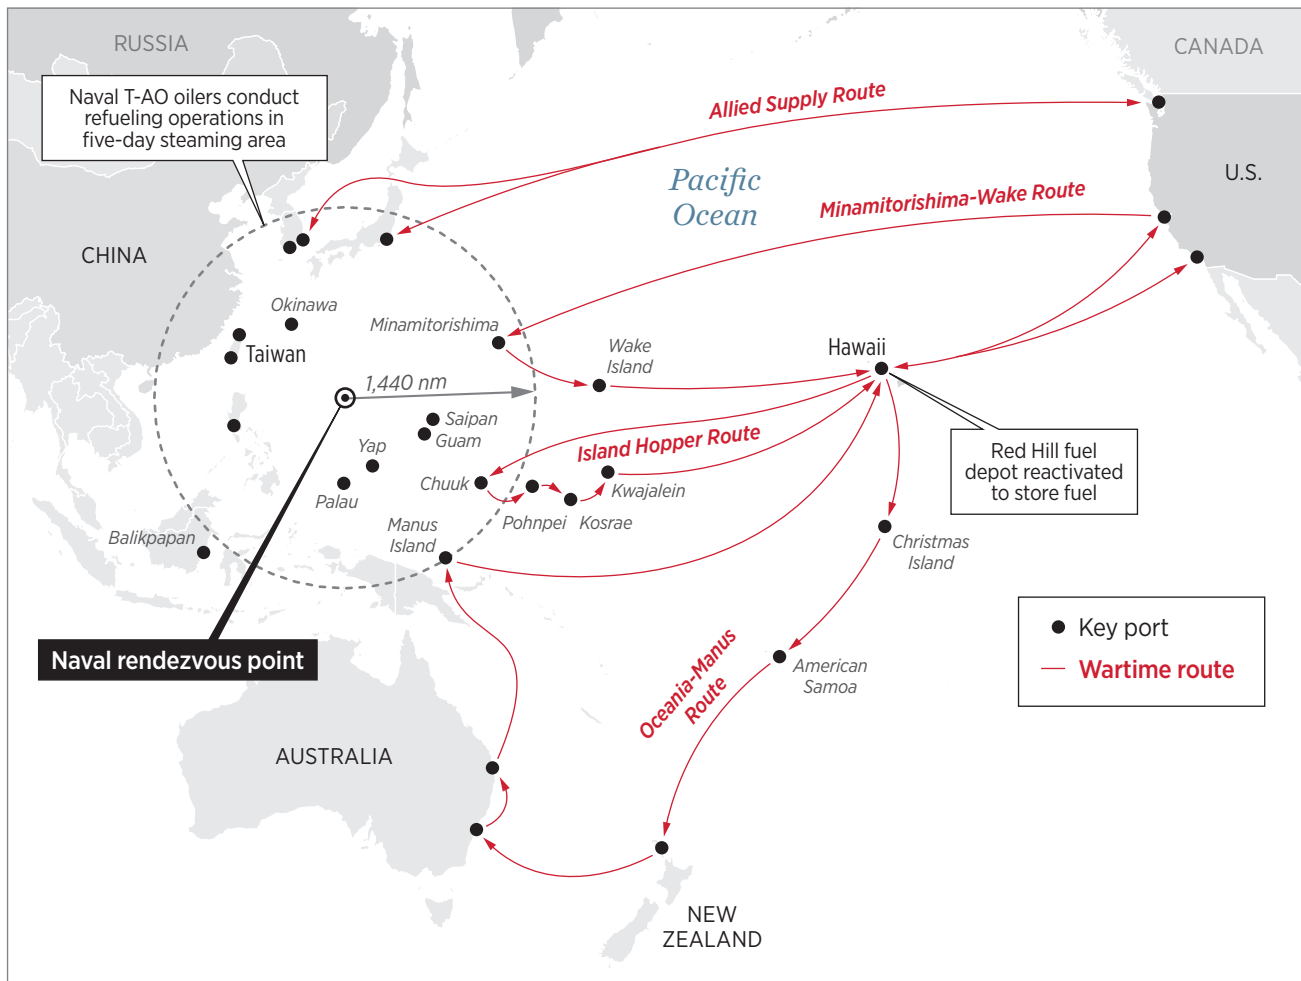 RUSSIA
CANADA
Naval T-AO oilers conduct
refueling operations in
five-day steaming area
Allied Supply Route
Pacific
Ocean
U.S.
Minamitorishima-Wake Route
CHINA
Okinawa
Minamitorishima
Taiwan
Wake
Island
Hawaii
1,440 nm
Saipan
Guam
Island Hopper Route
Red Hill fuel
depot reactivated
to store fuel
Yap
Palau
Chuuk
Kwajalein
Pohnpei
Kosrae
Manus
Island
Balikpapan
Christmas
Island
Key port
Wartime route
Naval rendezvous point
Oceania-Manus
Route
American
Samoa
AUSTRALIA
NEW
ZEALAND